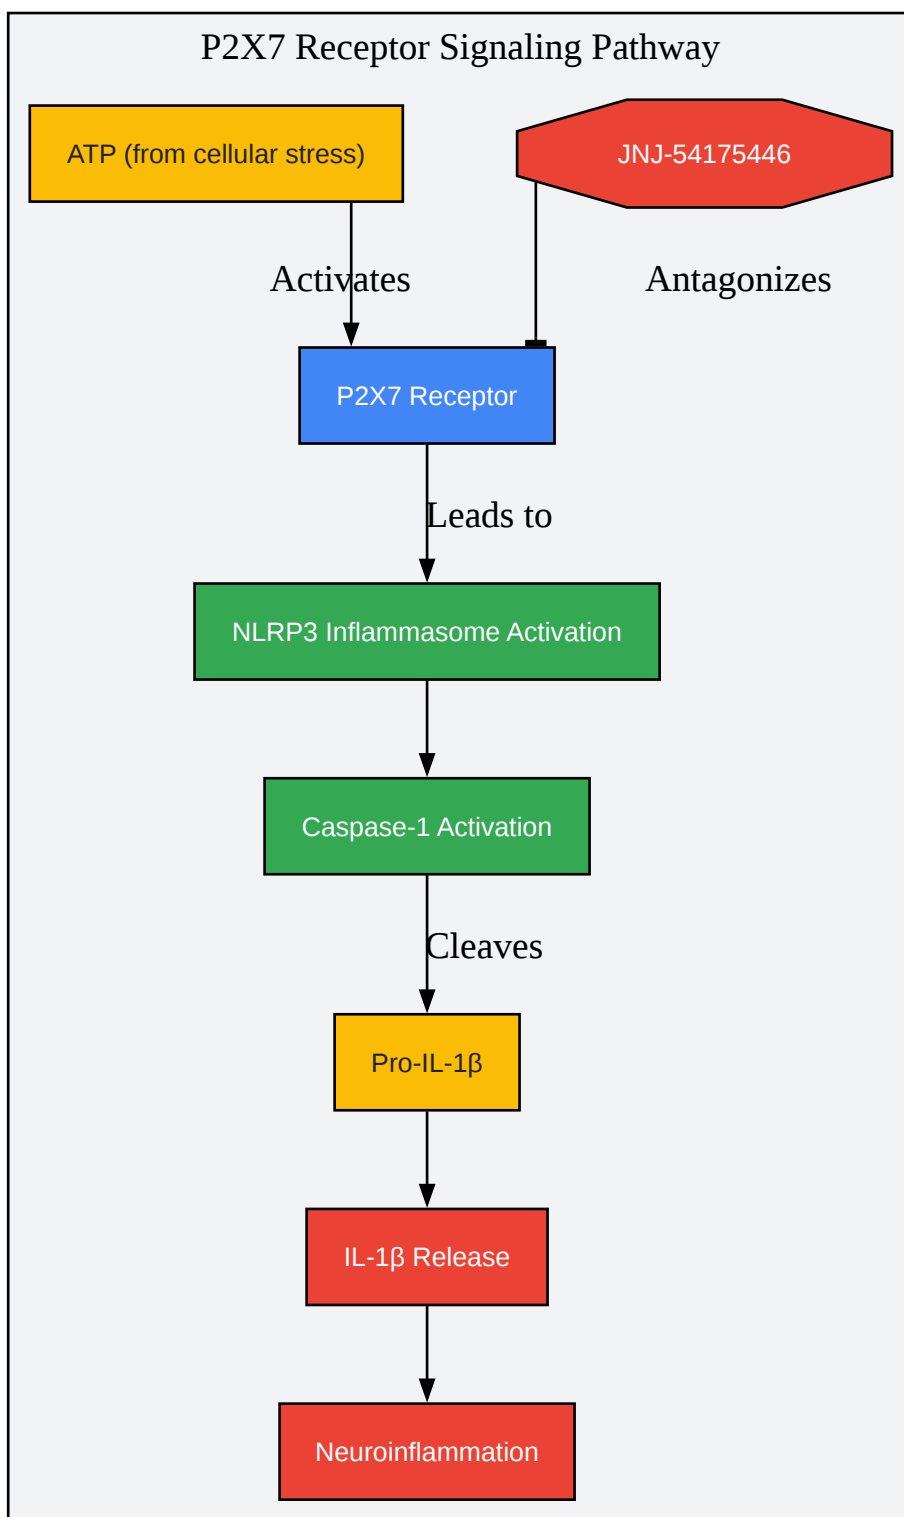 P2X7 Receptor Signaling Pathway
ATP (from cellular stress)
JNJ-54175446
Activates
Antagonizes
P2X7 Receptor
Leads to
NLRP3 Inflammasome Activation
Caspase-1 Activation
Cleaves
Pro-IL-1β
IL-1β Release
Neuroinflammation